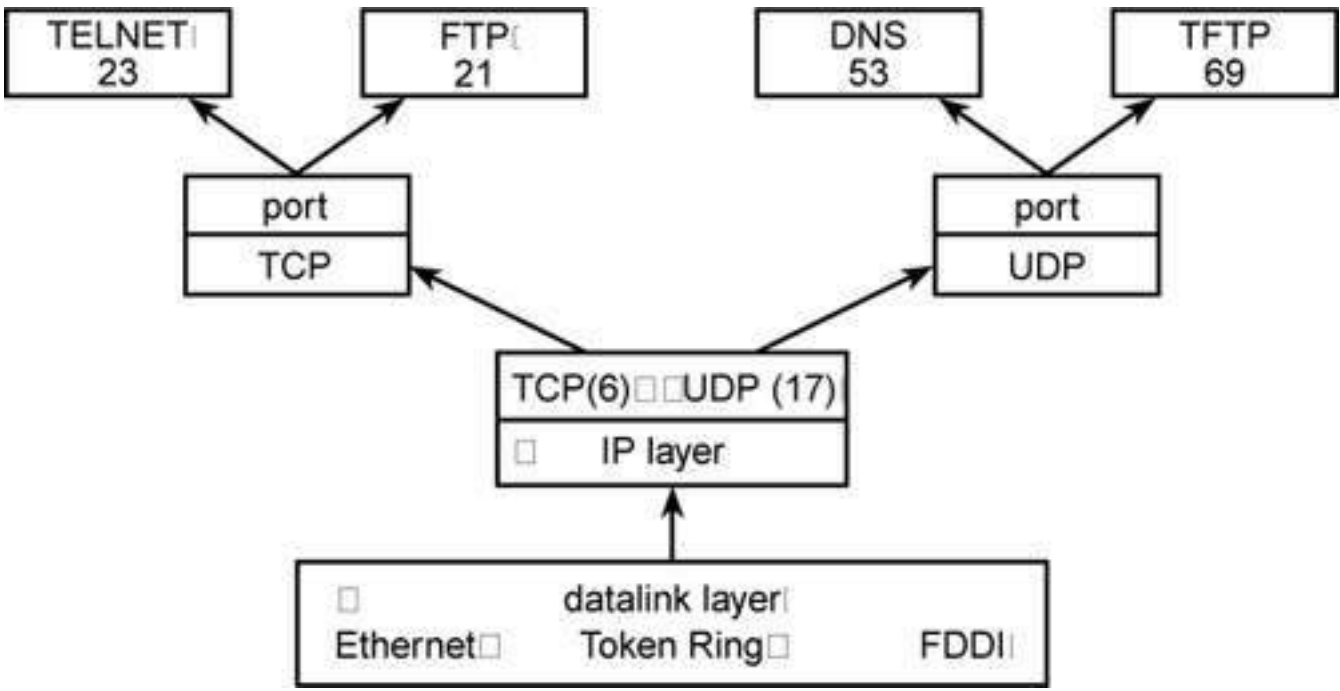 TELNET
23
FTP
21
DNS
53
TFTP
69
port
TCP
port
UDP
TCP(6) UDP (17)
IP layer
datalink layer
Ethernet Token Ring FDDI